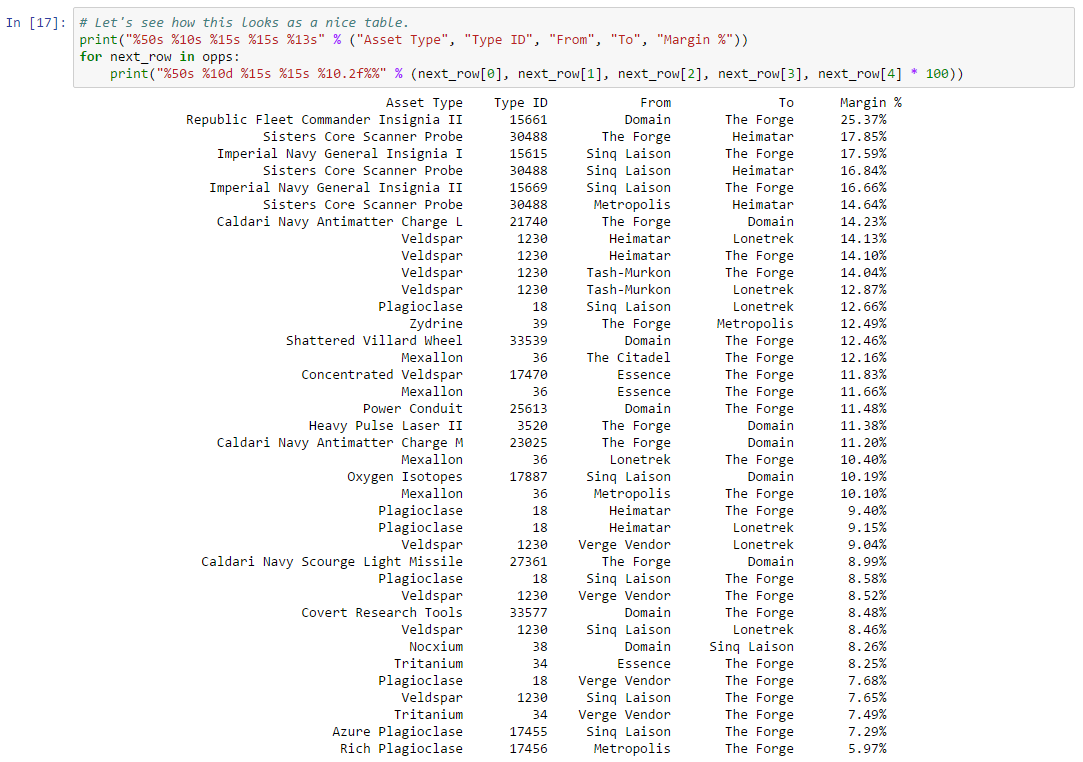 In [17]: # Let's see how this looks as a nice table.
print("%50s %10s %15s %15s %13s" % ("Asset Type", "Type ID", "From", "To", "Margin %"))
for next_row in opps:
    print("%50s %10d %15s %15s %10.2f%%" % (next_row[0], next_row[1], next_row[2], next_row[3], next_row[4] * 100))
Asset Type Type ID From To Margin %
Republic Fleet Commander Insignia II 15661 Domain The Forge 25.37%
Sisters Core Scanner Probe 30488 The Forge Heimatar 17.85%
Imperial Navy General Insignia I 15615 Sinq Laison The Forge 17.59%
Sisters Core Scanner Probe 30488 Sinq Laison Heimatar 16.84%
Imperial Navy General Insignia II 15669 Sinq Laison The Forge 16.66%
Sisters Core Scanner Probe 30488 Metropolis Heimatar 14.64%
Caldari Navy Antimatter Charge L 21740 The Forge Domain 14.23%
Veldspar 1230 Heimatar Lonetrek 14.13%
Veldspar 1230 Heimatar The Forge 14.10%
Veldspar 1230 Tash-Murkon The Forge 14.04%
Veldspar 1230 Tash-Murkon Lonetrek 12.87%
Plagioclase 18 Sinq Laison Lonetrek 12.66%
Zydrine 39 The Forge Metropolis 12.49%
Shattered Villard Wheel 33539 Domain The Forge 12.46%
Mexallon 36 The Citadel The Forge 12.16%
Concentrated Veldspar 17470 Essence The Forge 11.83%
Mexallon 36 Essence The Forge 11.66%
Power Conduit 25613 Domain The Forge 11.48%
Heavy Pulse Laser II 3520 The Forge Domain 11.38%
Caldari Navy Antimatter Charge M 23025 The Forge Domain 11.20%
Mexallon 36 Lonetrek The Forge 10.40%
Oxygen Isotopes 17887 Sinq Laison Domain 10.19%
Mexallon 36 Metropolis The Forge 10.10%
Plagioclase 18 Heimatar The Forge 9.40%
Plagioclase 18 Heimatar Lonetrek 9.15%
Veldspar 1230 Verge Vendor Lonetrek 9.04%
Caldari Navy Scourge Light Missile 27361 The Forge Domain 8.99%
Plagioclase 18 Sinq Laison The Forge 8.58%
Veldspar 1230 Verge Vendor The Forge 8.52%
Covert Research Tools 33577 Domain The Forge 8.48%
Veldspar 1230 Sinq Laison Lonetrek 8.46%
Nocxium 38 Domain Sinq Laison 8.26%
Tritanium 34 Essence The Forge 8.25%
Plagioclase 18 Verge Vendor The Forge 7.68%
Veldspar 1230 Sinq Laison The Forge 7.65%
Tritanium 34 Verge Vendor The Forge 7.49%
Azure Plagioclase 17455 Sinq Laison The Forge 7.29%
Rich Plagioclase 17456 Metropolis The Forge 5.97%